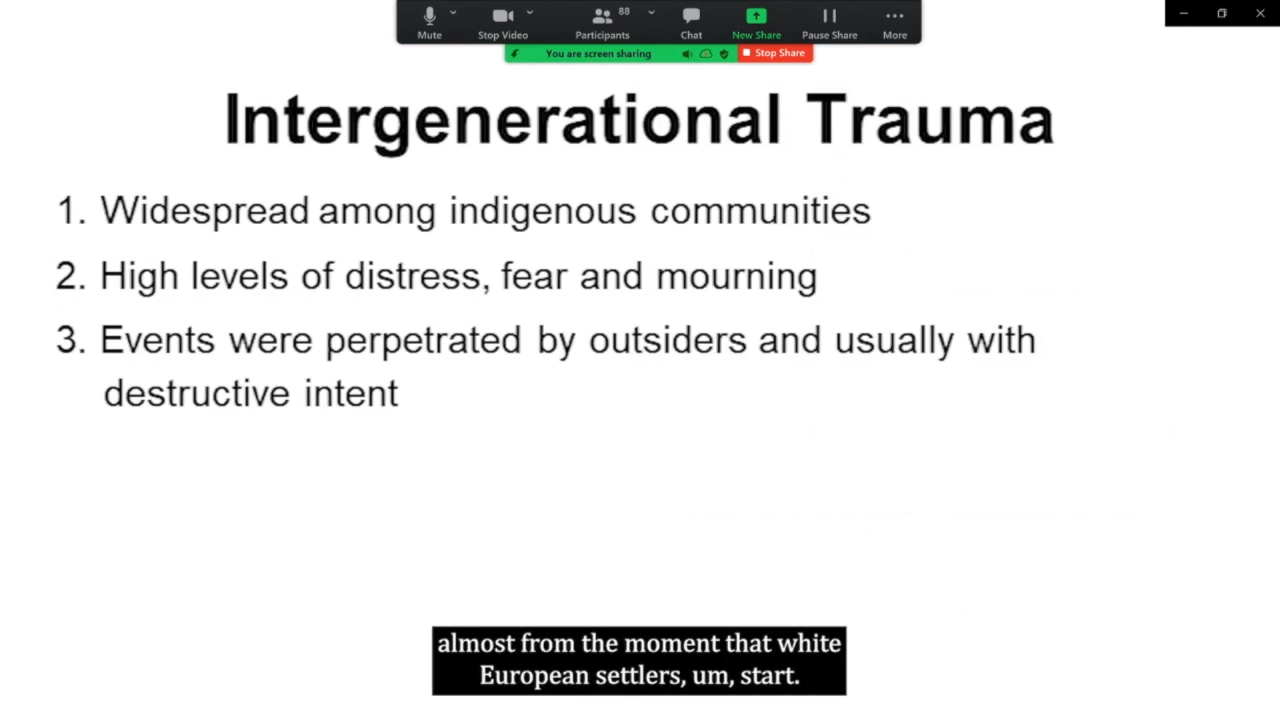 88
Mute
Stop Video
Participants
Chat
New Share
Pause Share
More
You are screen sharing
Stop Share
Intergenerational Trauma
1. Widespread among indigenous communities
2. High levels of distress, fear and mourning
3. Events were perpetrated by outsiders and usually with
destructive intent
almost from the moment that white
European settlers, um, start.